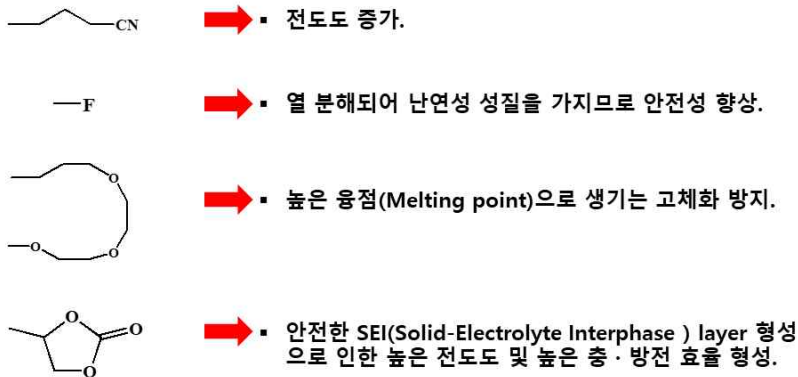 CN
▪ 전도도 증가.
F
▪ 열 분해되어 난연성 성질을 가지므로 안전성 향상.
O
O
O
▪ 높은 융점(Melting point)으로 생기는 고체화 방지.
O
O
O
▪ 안전한 SEI(Solid-Electrolyte Interphase ) layer 형성
으로 인한 높은 전도도 및 높은 충 · 방전 효율 형성.